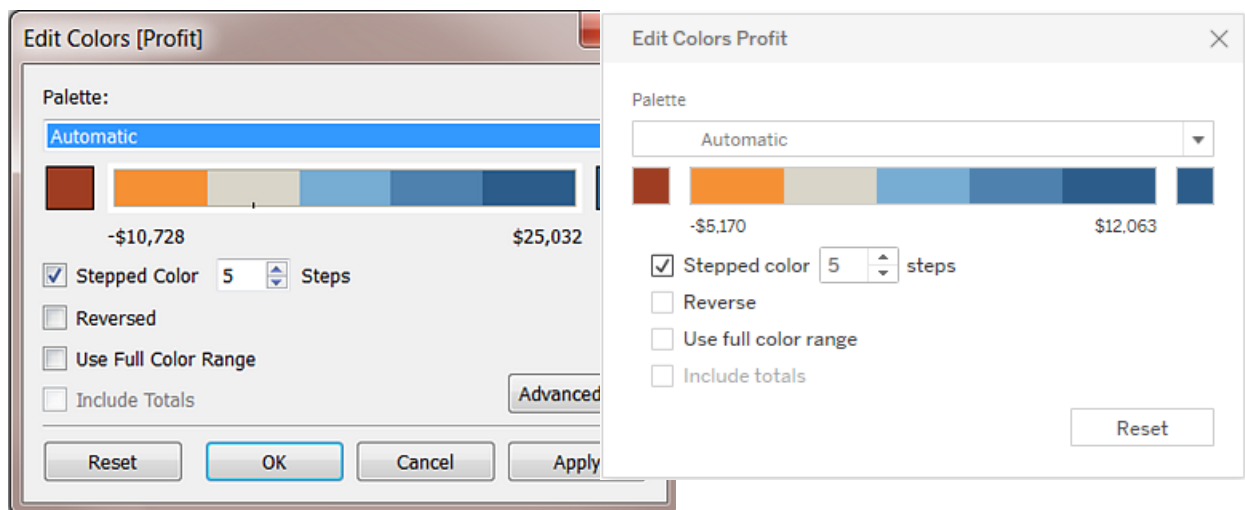 Edit Colors [Profit]
Palette:
Automatic
-$10,728 $25,032
Stepped Color 5 Steps
Reversed
Use Full Color Range
Include Totals
Advanced
Reset OK Cancel Apply
Edit Colors Profit
Palette
Automatic
-$5,170 $12,063
Stepped color 5 steps
Reverse
Use full color range
Include totals
Reset